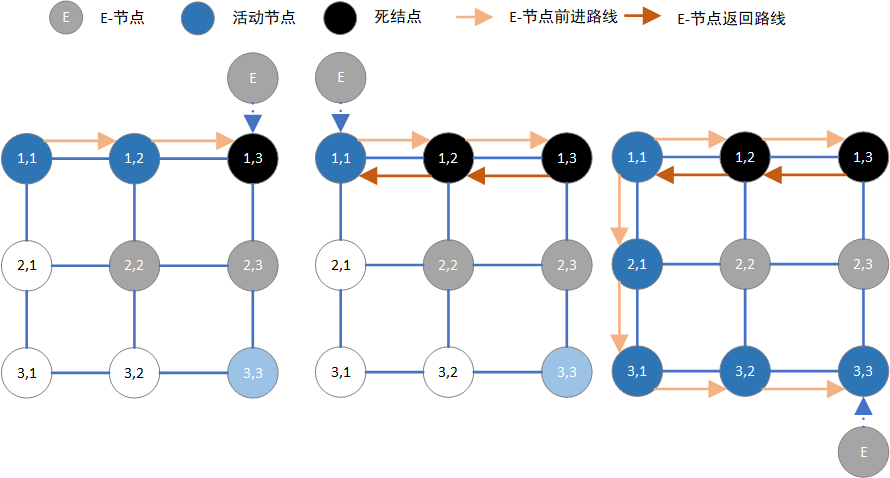 E E-节点 活动节点 死结点 E-节点前进路线 E-节点返回路线
E E
1,1 1,2 1,3 1,1 1,2 1,3 1,1 1,2 1,3
2,1 2,2 2,3 2,1 2,2 2,3 2,1 2,2 2,3
3,1 3,2 3,3 3,1 3,2 3,3 3,1 3,2 3,3
E